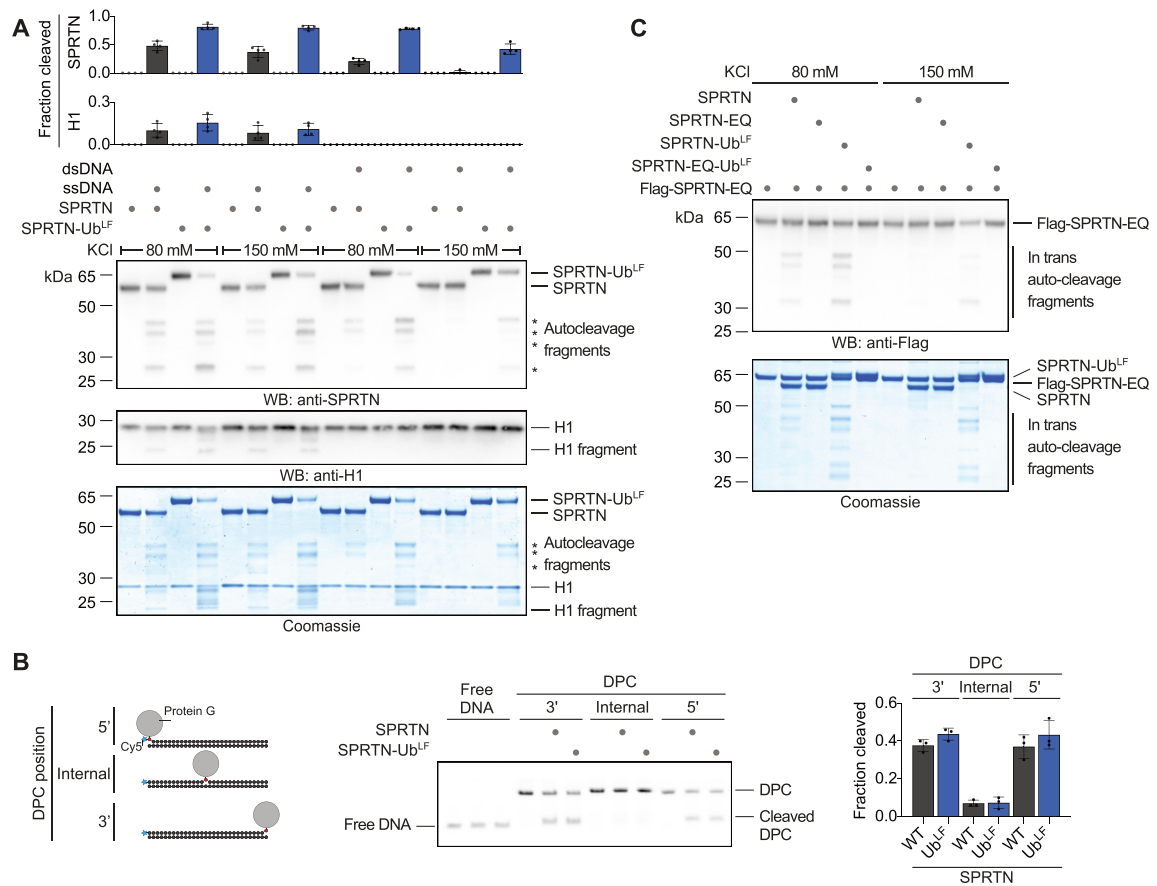 A
Fraction cleaved
SPRTN
1.0
0.5
0.0
H1
0.3
0.0
dsDNA
ssDNA
SPRTN
SPRTN-Ub^LF
KCl 80 mM 150 mM 80 mM 150 mM
kDa 65
50
30
25
SPRTN-Ub^LF
SPRTN
* Autocleavage
* fragments
*
*
WB: anti-SPRTN
30
25
H1
H1 fragment
WB: anti-H1
65
50
30
25
SPRTN-Ub^LF
SPRTN
* Autocleavage
* fragments
*
H1
H1 fragment
Coomassie
C
KCl 80 mM 150 mM
SPRTN
SPRTN-EQ
SPRTN-Ub^LF
SPRTN-EQ-Ub^LF
Flag-SPRTN-EQ
kDa 65
50
30
25
Flag-SPRTN-EQ
In trans
auto-cleavage
fragments
WB: anti-Flag
65
50
30
25
SPRTN-Ub^LF
Flag-SPRTN-EQ
SPRTN
In trans
auto-cleavage
fragments
Coomassie
B
DPC position
5'
Internal
3'
Protein G
Cy5
Free
DNA
DPC
3' Internal 5'
SPRTN
SPRTN-Ub^LF
Free DNA
DPC
Cleaved
DPC
DPC
3' Internal 5'
Fraction cleaved
0.6
0.4
0.2
0.0
WT Ub^LF WT Ub^LF WT Ub^LF
SPRTN